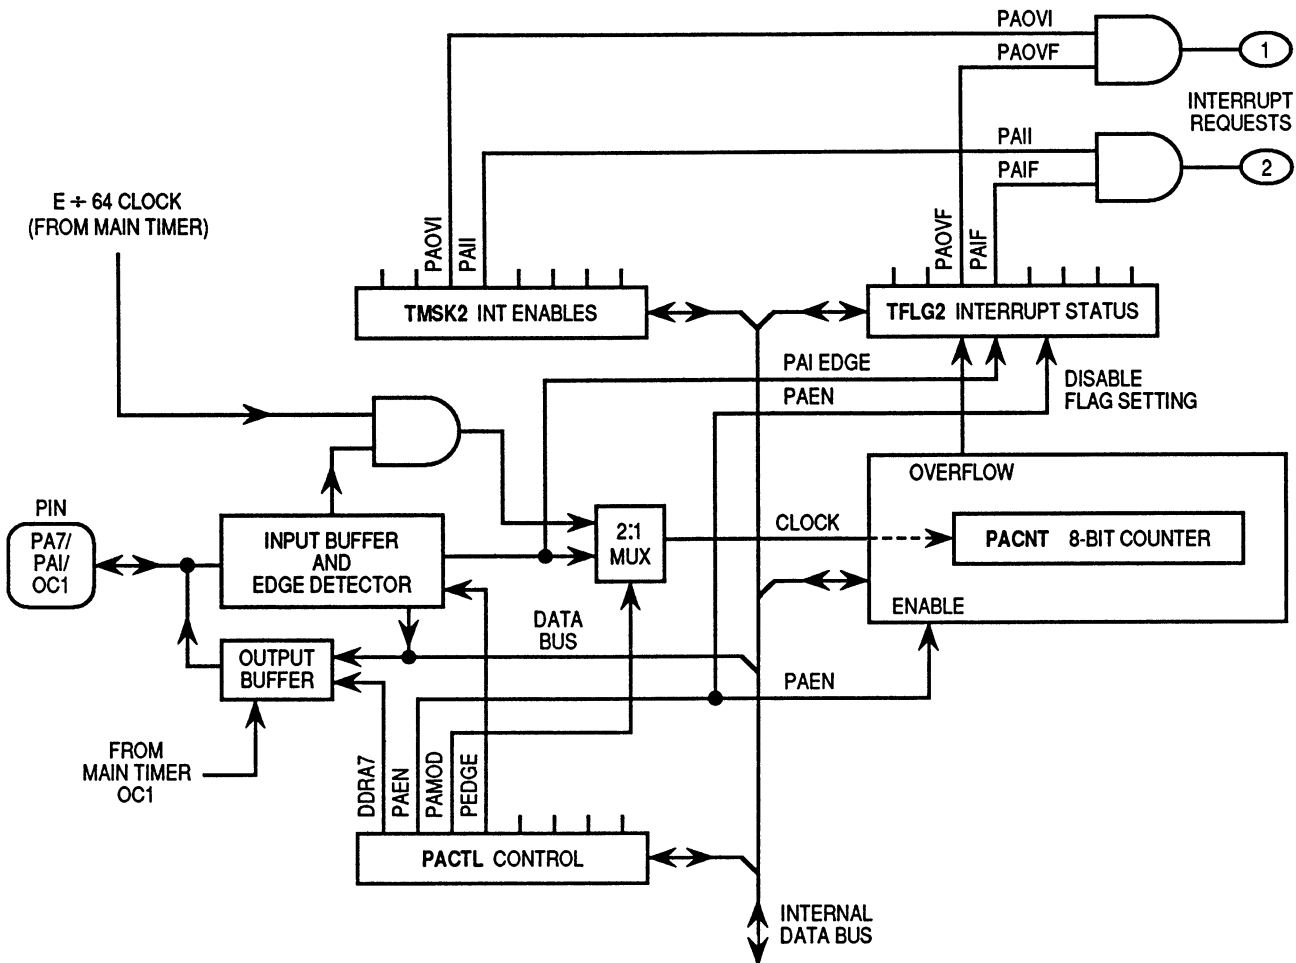 PAOVI
1
PAOVF
INTERRUPT
REQUESTS
PAII
2
PAIF
E ÷ 64 CLOCK
(FROM MAIN TIMER)
PAOVI
PAII
PAOVF
PAIF
TMSK2 INT ENABLES
TFLG2 INTERRUPT STATUS
PAI EDGE
PAEN
DISABLE
FLAG SETTING
OVERFLOW
PIN
PA7/
PAI/
OC1
INPUT BUFFER
AND
EDGE DETECTOR
2:1
MUX
CLOCK
PACNT 8-BIT COUNTER
ENABLE
DATA
BUS
OUTPUT
BUFFER
PAEN
FROM
MAIN TIMER
OC1
DDRA7
PAEN
PAMOD
PEDGE
PACTL CONTROL
INTERNAL
DATA BUS